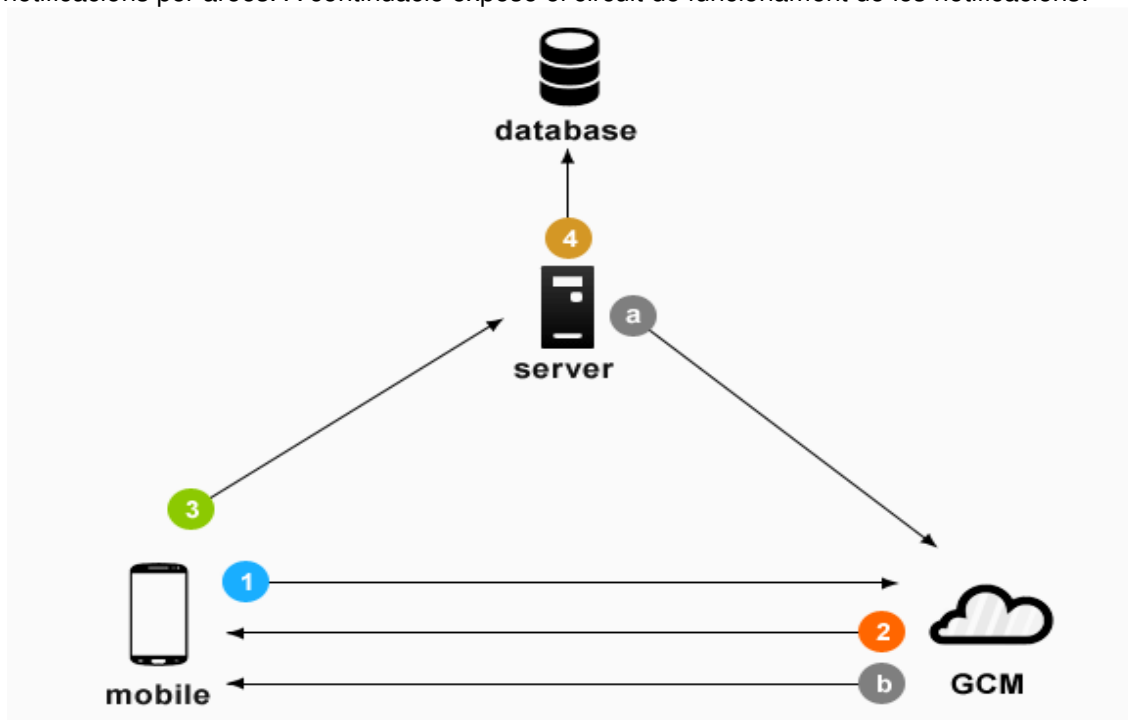 notificacions per àrees. A continuació exposo el circuit de funcionament de les notificacions:
database
4
a
server
3
1
2
b
mobile
GCM